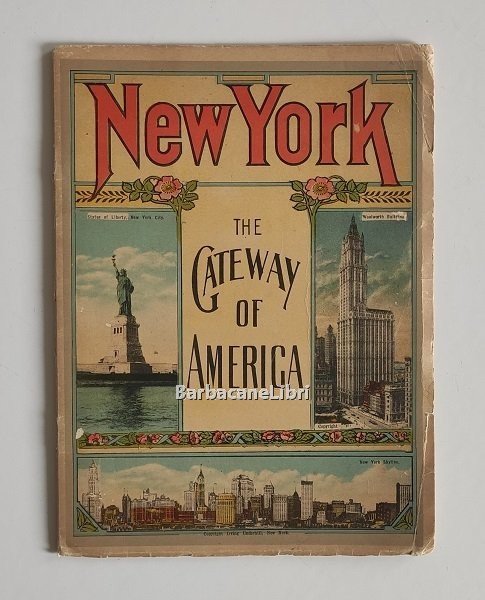 New York
Statue of Liberty, New York City.
Woolworth Building
THE
GATEWAY
OF
AMERICA
BarbacaneLibri
Copyright
New York Skyline.
Copyright Irving Underhill, New York.